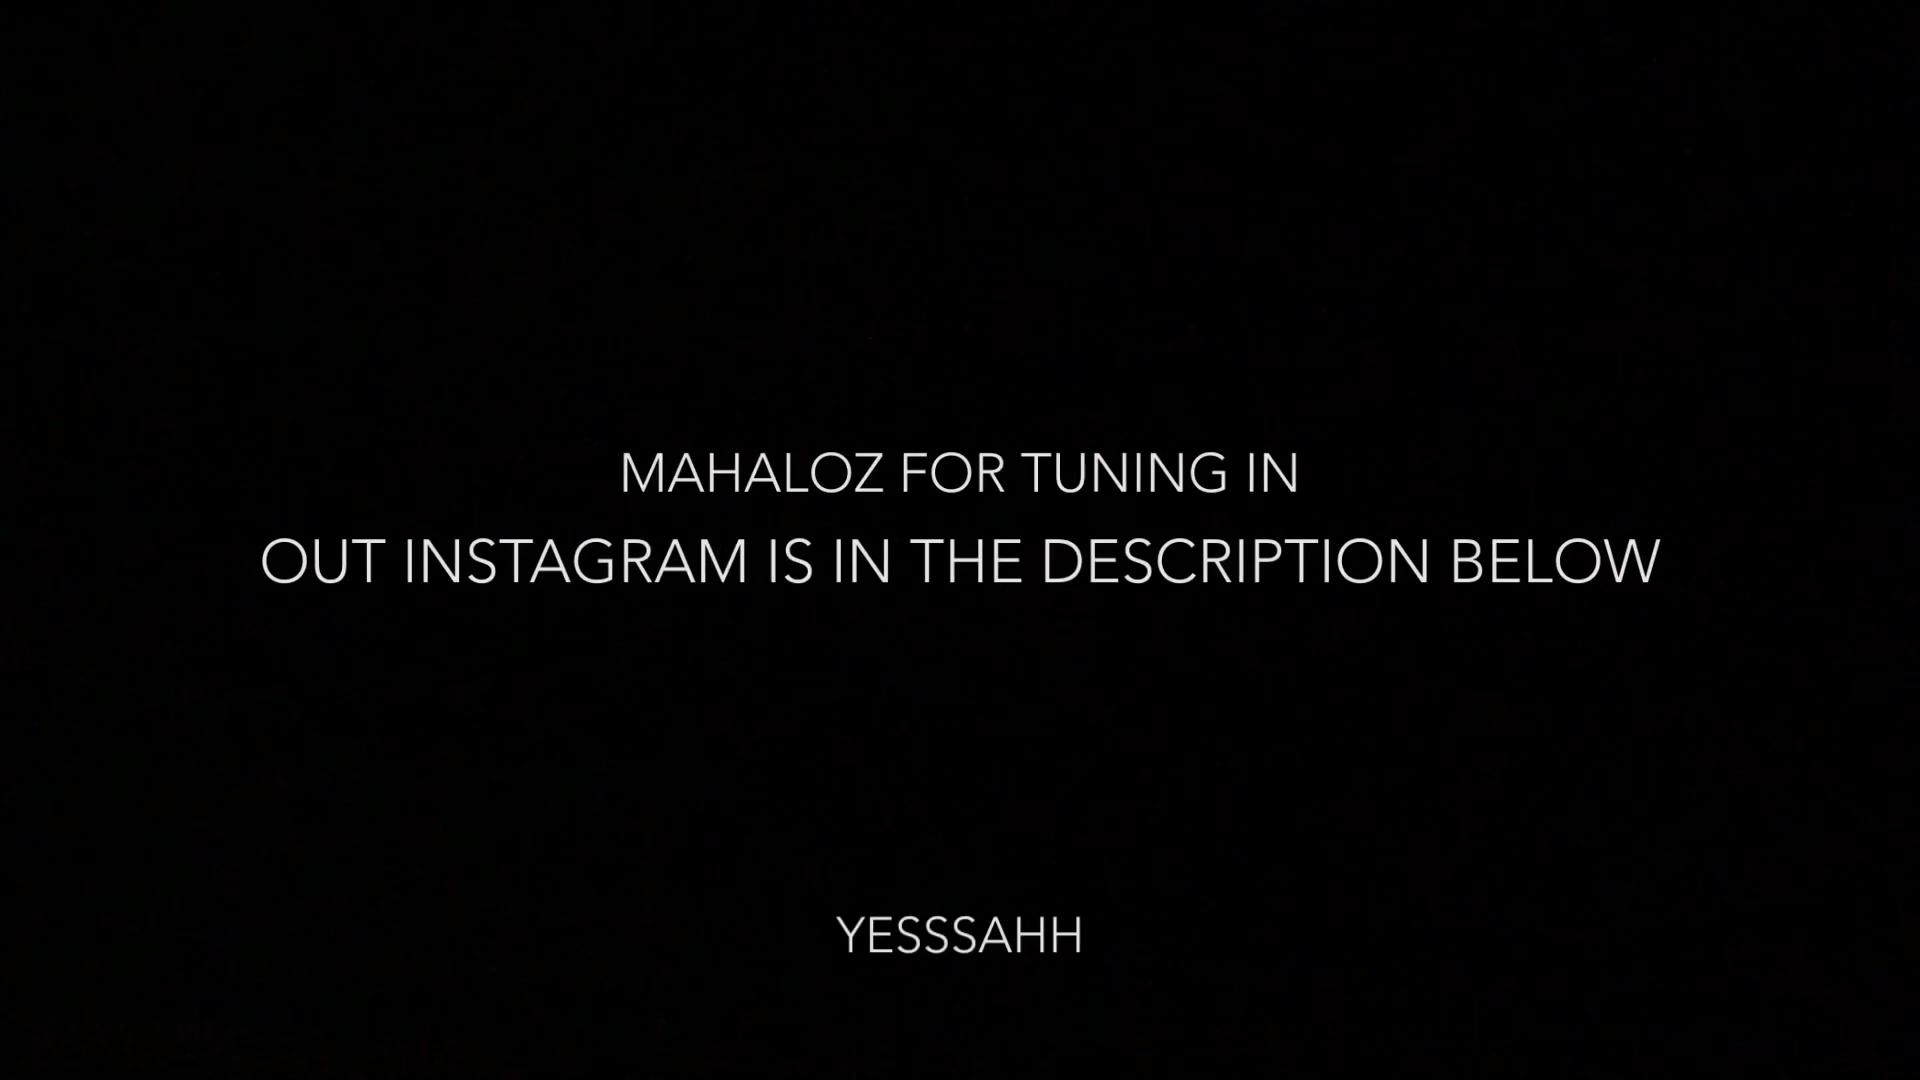 MAHALOZ FOR TUNING IN
OUT INSTAGRAM IS IN THE DESCRIPTION BELOW
YESSSAHH